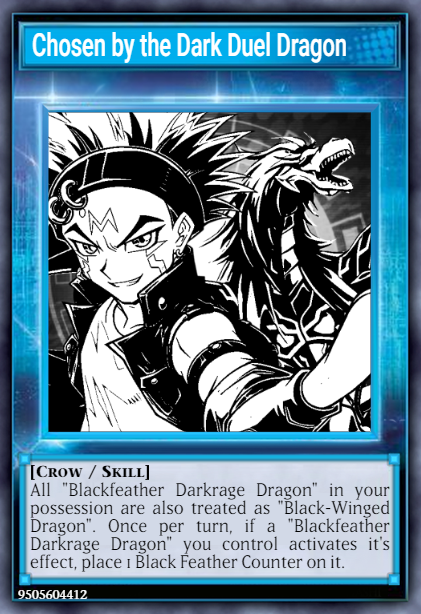 Chosen by the Dark Duel Dragon
[Crow / Skill]
All "Blackfeather Darkrage Dragon" in your
possession are also treated as "Black-Winged
Dragon". Once per turn, if a "Blackfeather
Darkrage Dragon" you control activates it's
effect, place 1 Black Feather Counter on it.
9505604412